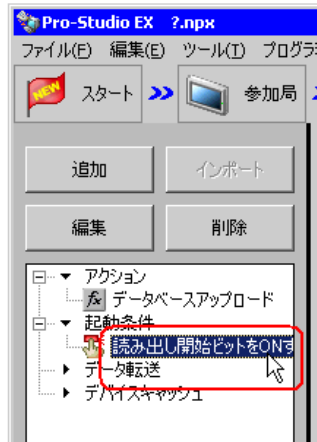 Pro-Studio EX ?.npx
ファイル(F) 編集(E) ツール(T) プログラ
NEW スタート >> 参加局
追加 インポート
編集 削除
▼ アクション
fx データベースアップロード
▼ 起動条件
読み出し開始ビットをONす
▶ データ転送
▶ デバイスキャッシュ